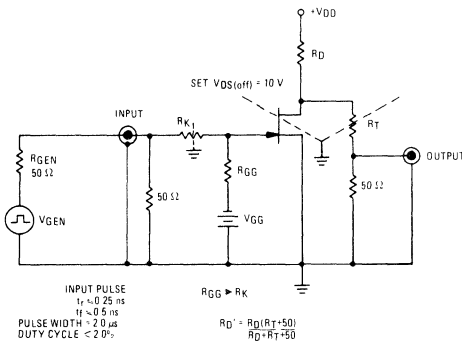 +VDD
RD
SET VDS(off) = 10 V
INPUT
RK
RT
OUTPUT
RGEN
50 Ω
50 Ω
RGG
50 Ω
VGEN
VGG
INPUT PULSE
tr ≤ 0.25 ns
tf ≤ 0.5 ns
PULSE WIDTH = 2.0 μs
DUTY CYCLE ≤ 2.0%
RGG > RK
RD' = RD(RT+50)
RD+RT+50